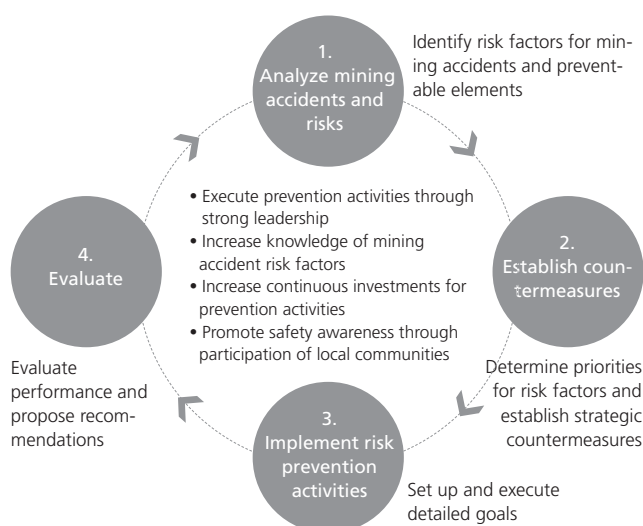 1.
Analyze mining
accidents and
risks
Identify risk factors for min-
ing accidents and prevent-
able elements
2.
Establish coun-
termeasures
Determine priorities
for risk factors and
establish strategic
countermeasures
3.
Implement risk
prevention
activities
Set up and execute
detailed goals
4.
Evaluate
Evaluate
performance and
propose recom-
mendations
• Execute prevention activities through
strong leadership
• Increase knowledge of mining
accident risk factors
• Increase continuous investments for
prevention activities
• Promote safety awareness through
participation of local communities